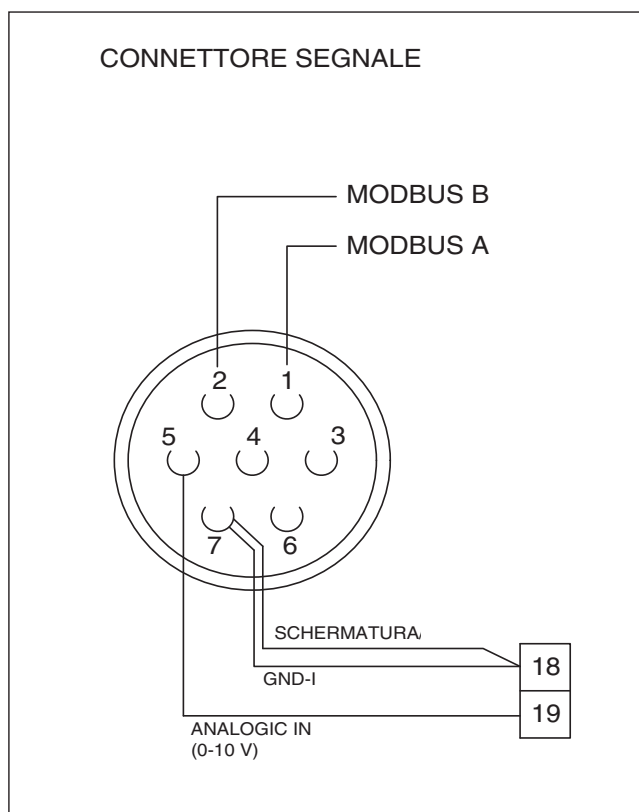 CONNETTORE SEGNALE
MODBUS B
MODBUS A
2 1
5 4 3
7 6
SCHERMATURA/
18
GND-I
19
ANALOGIC IN
(0-10 V)